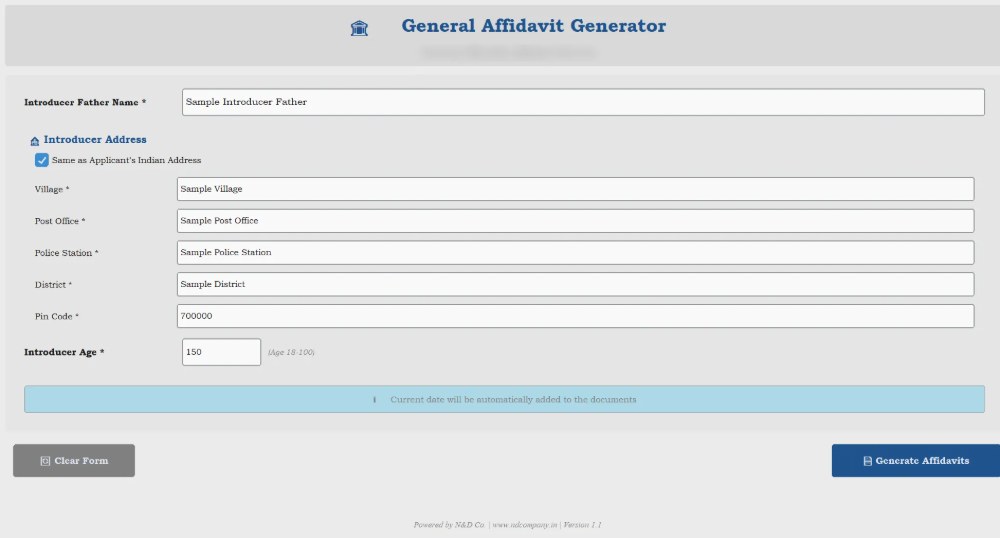 General Affidavit Generator
Introducer Father Name * Sample Introducer Father
Introducer Address
Same as Applicant's Indian Address
Village * Sample Village
Post Office * Sample Post Office
Police Station * Sample Police Station
District * Sample District
Pin Code * 700000
Introducer Age * 150 (Age 18-100)
i Current date will be automatically added to the documents
Clear Form
Generate Affidavits
Powered by N&D Co. | www.ndcompany.in | Version 1.1